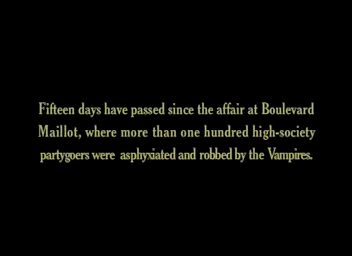 Fifteen days have passed since the affair at Boulevard
Maillot, where more than one hundred high-society
partygoers were asphyxiated and robbed by the Vampires.